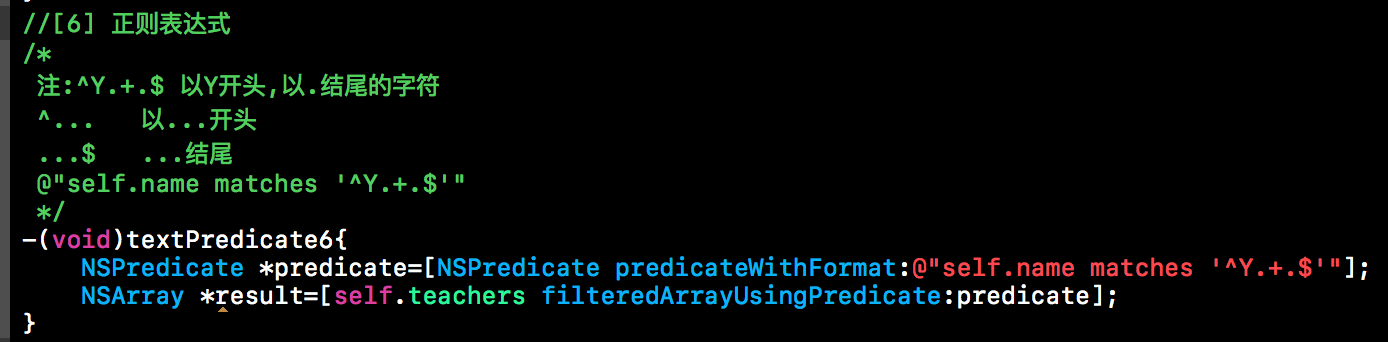 //[6] 正则表达式
/*
注:^Y.+.$ 以Y开头,以.结尾的字符
^... 以...开头
...$ ...结尾
@"self.name matches '^Y.+.$'"
*/
-(void)textPredicate6{
NSPredicate *predicate=[NSPredicate predicateWithFormat:@"self.name matches '^Y.+.$'"];
NSArray *result=[self.teachers filteredArrayUsingPredicate:predicate];
}